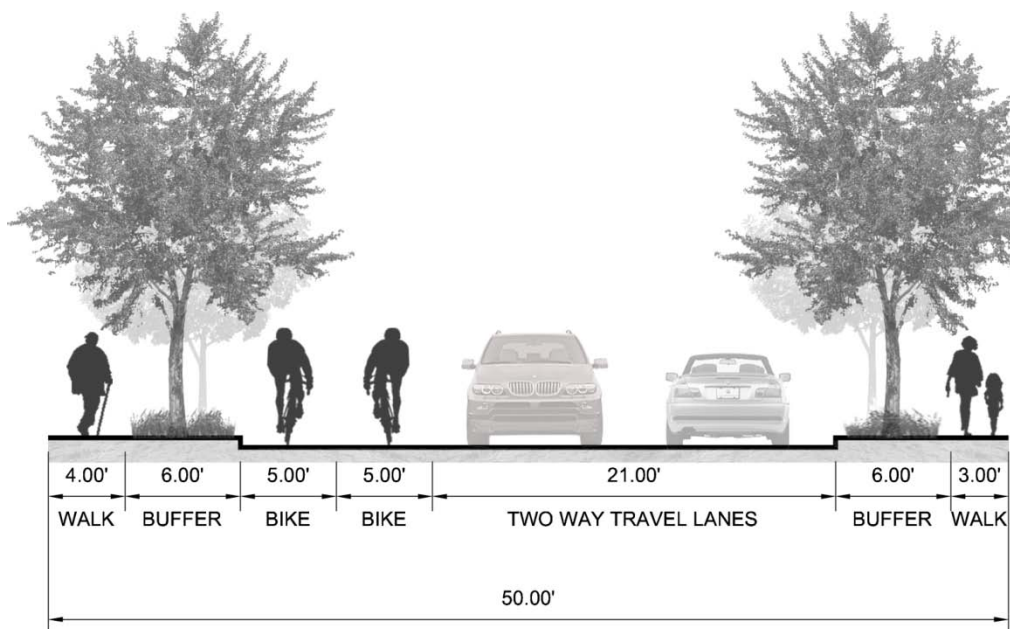 4.00' 6.00' 5.00' 5.00' 21.00' 6.00' 3.00'
WALK BUFFER BIKE BIKE TWO WAY TRAVEL LANES BUFFER WALK
50.00'